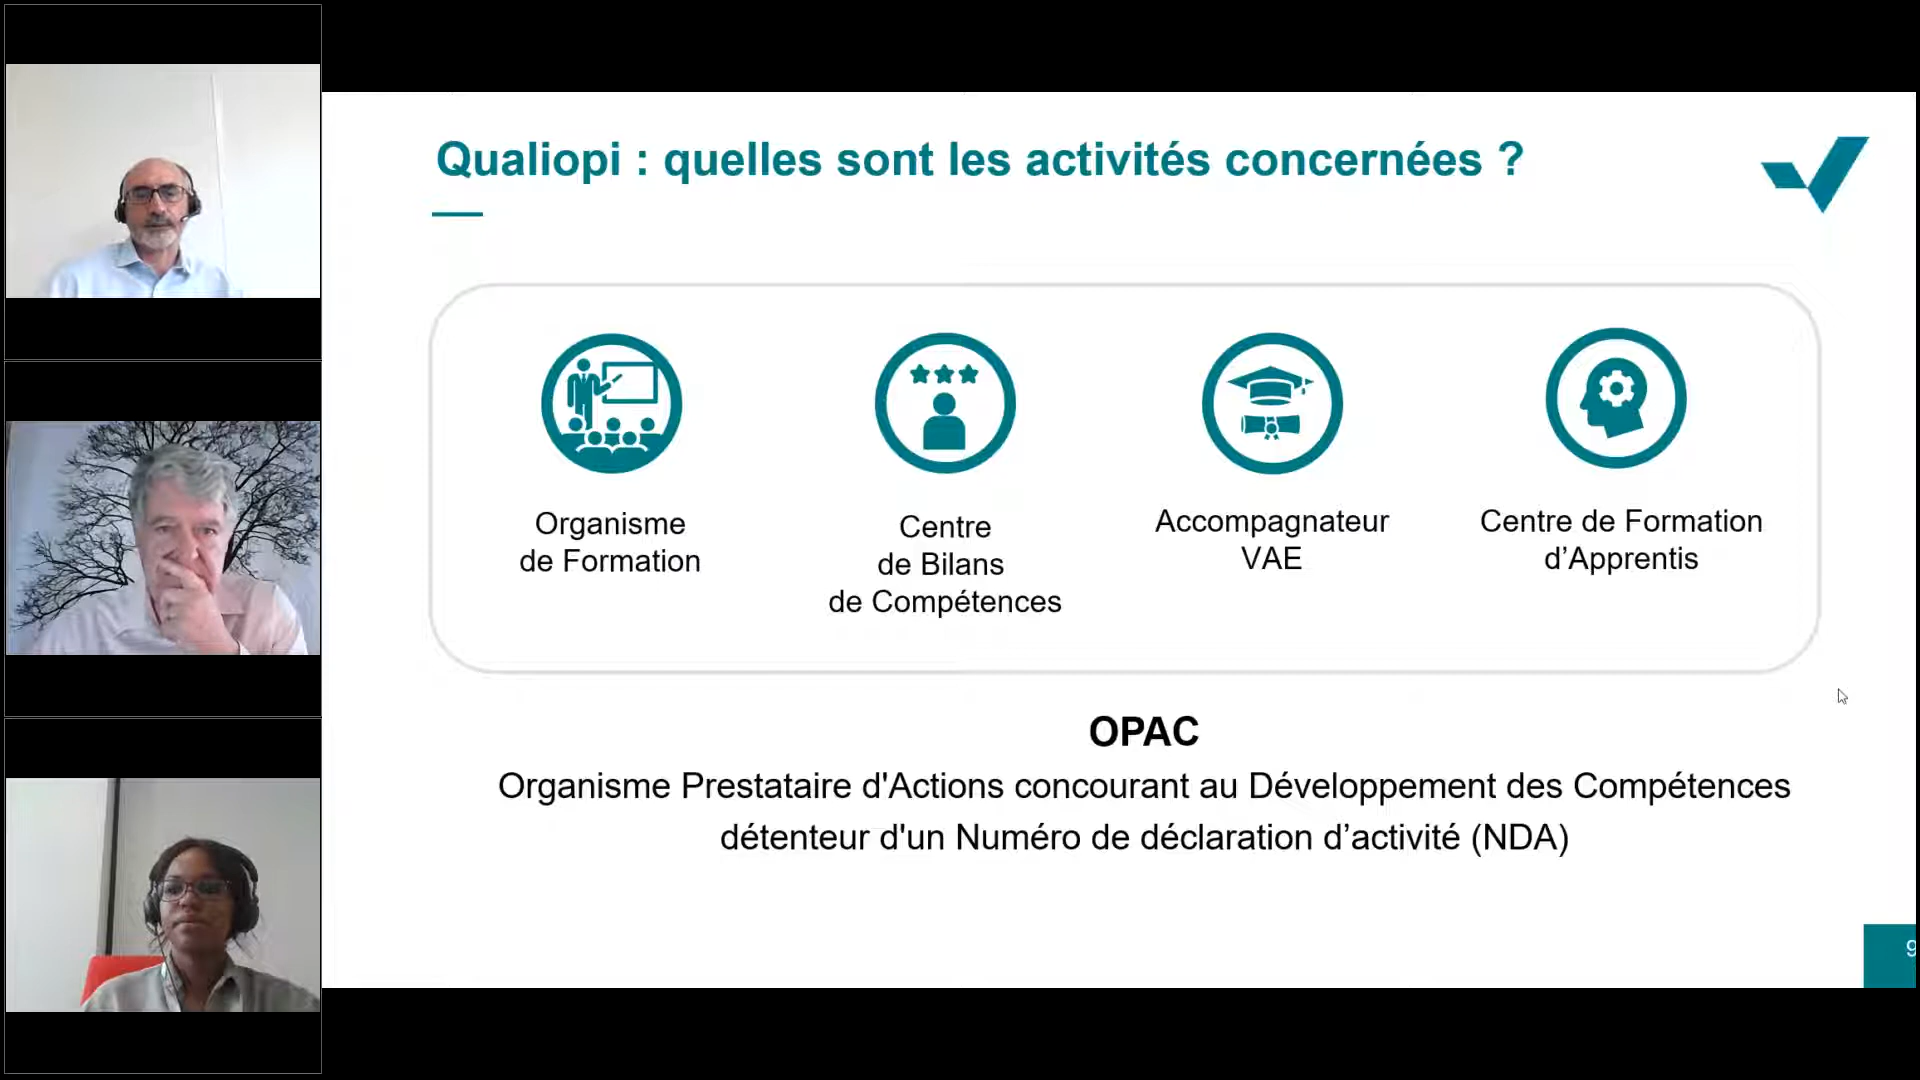 Qualiopi : quelles sont les activités concernées ?
Organisme
de Formation
Centre
de Bilans
de Compétences
Accompagnateur
VAE
Centre de Formation
d’Apprentis
OPAC
Organisme Prestataire d'Actions concourant au Développement des Compétences
détenteur d'un Numéro de déclaration d’activité (NDA)
9